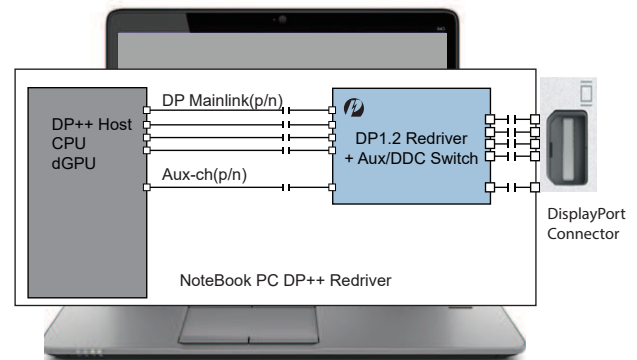 DP Mainlink(p/n)
DP++ Host
CPU
dGPU
DP1.2 Redriver
+ Aux/DDC Switch
Aux-ch(p/n)
DisplayPort
Connector
NoteBook PC DP++ Redriver